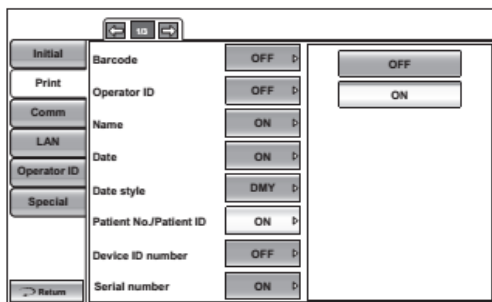 1/3
Initial
Print
Comm
LAN
Operator ID
Special
Return
Barcode OFF
Operator ID OFF
Name ON
Date ON
Date style DMY
Patient No./Patient ID ON
Device ID number OFF
Serial number ON
OFF
ON